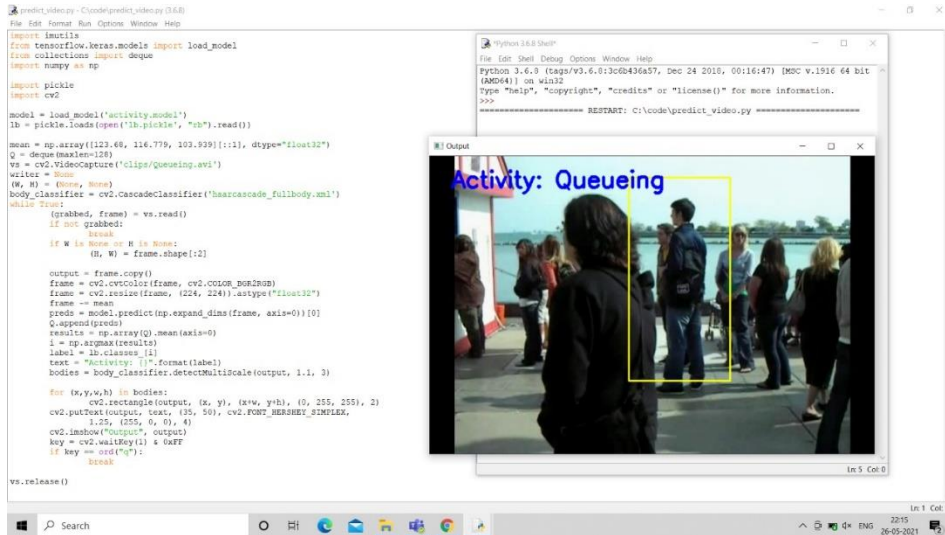 predict_video.py - C:\code\predict_video.py (3.6.8)
File Edit Format Run Options Window Help
import imutils
from tensorflow.keras.models import load_model
from collections import deque
import numpy as np
import pickle
import cv2
model = load_model('activity.model')
lb = pickle.loads(open('lb.pickle', "rb").read())
mean = np.array([123.68, 116.779, 103.939][::1], dtype="float32")
Q = deque(maxlen=128)
vs = cv2.VideoCapture('clips/Queueing.avi')
writer = None
(W, H) = (None, None)
body_classifier = cv2.CascadeClassifier('haarcascade_fullbody.xml')
while True:
(grabbed, frame) = vs.read()
if not grabbed:
break
if W is None or H is None:
(H, W) = frame.shape[:2]
output = frame.copy()
frame = cv2.cvtColor(frame, cv2.COLOR_BGR2RGB)
frame = cv2.resize(frame, (224, 224)).astype("float32")
frame -= mean
preds = model.predict(np.expand_dims(frame, axis=0))[0]
Q.append(preds)
results = np.array(Q).mean(axis=0)
i = np.argmax(results)
label = lb.classes_[i]
text = "Activity: {}".format(label)
bodies = body_classifier.detectMultiScale(output, 1.1, 3)
for (x,y,w,h) in bodies:
cv2.rectangle(output, (x, y), (x+w, y+h), (0, 255, 255), 2)
cv2.putText(output, text, (35, 50), cv2.FONT_HERSHEY_SIMPLEX,
1.25, (255, 0, 0), 4)
cv2.imshow("Output", output)
key = cv2.waitKey(1) & 0xFF
if key == ord("q"):
break
vs.release()
*Python 3.6.8 Shell*
File Edit Shell Debug Options Window Help
Python 3.6.8 (tags/v3.6.8:3c6b436a57, Dec 24 2018, 00:16:47) [MSC v.1916 64 bit
(AMD64)] on win32
Type "help", "copyright", "credits" or "license()" for more information.
>>>
===================== RESTART: C:\code\predict_video.py =====================
Output
Activity: Queueing
Ln: 5 Col: 0
Ln: 1 Col:
Search
ENG
22:15
26-05-2021